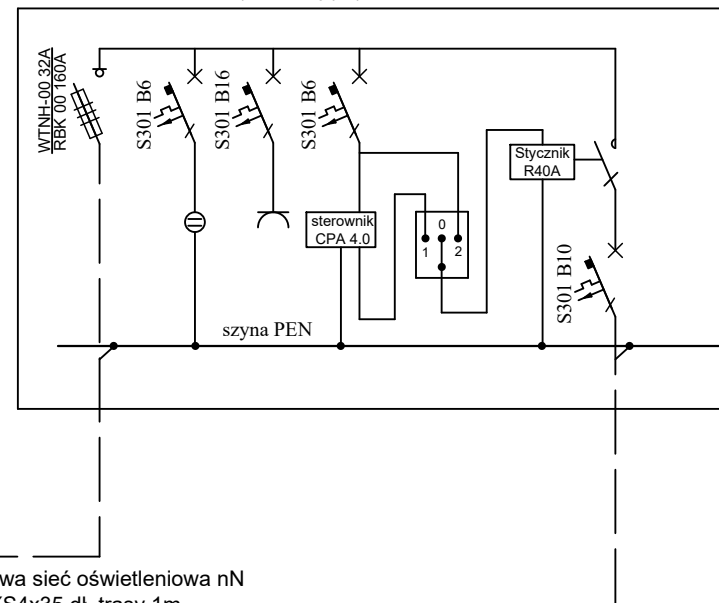 WTNH-00 32A
RBK 00 160A
S301 B6
S301 B16
S301 B6
Stycznik
R40A
sterownik
CPA 4.0
0
1
2
S301 B10
szyna PEN
wa sieć oświetleniowa nN